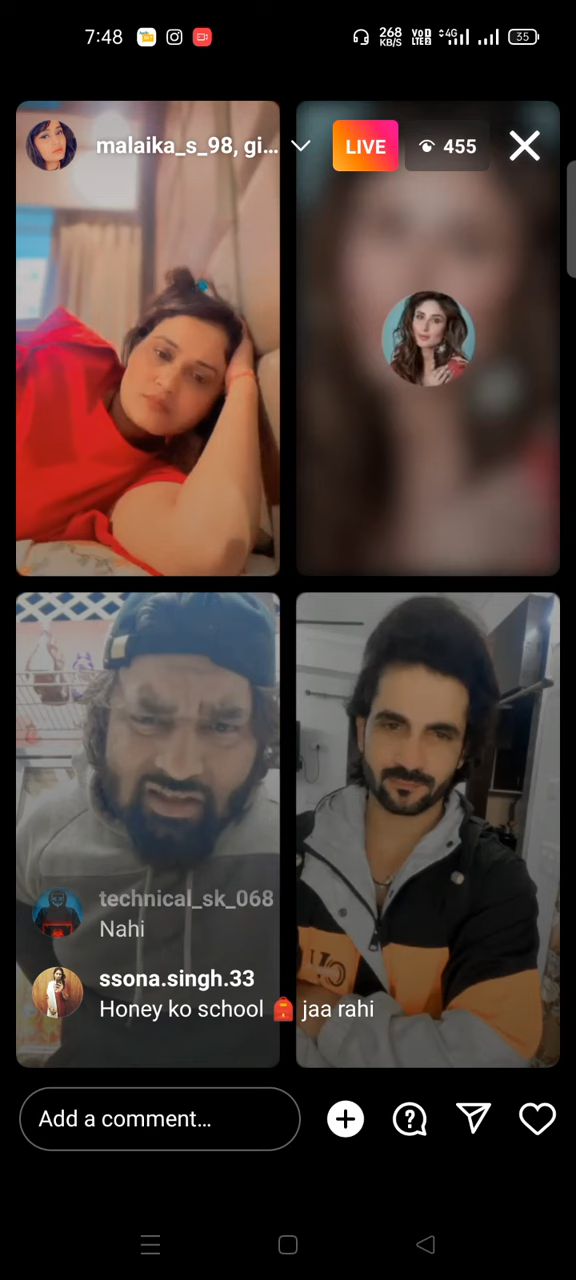 7:48
268
KB/S
VoD
LTE2
4G
35
malaika_s_98, gi...
LIVE
455
technical_sk_068
Nahi
ssona.singh.33
Honey ko school 🎒 jaa rahi
Add a comment...